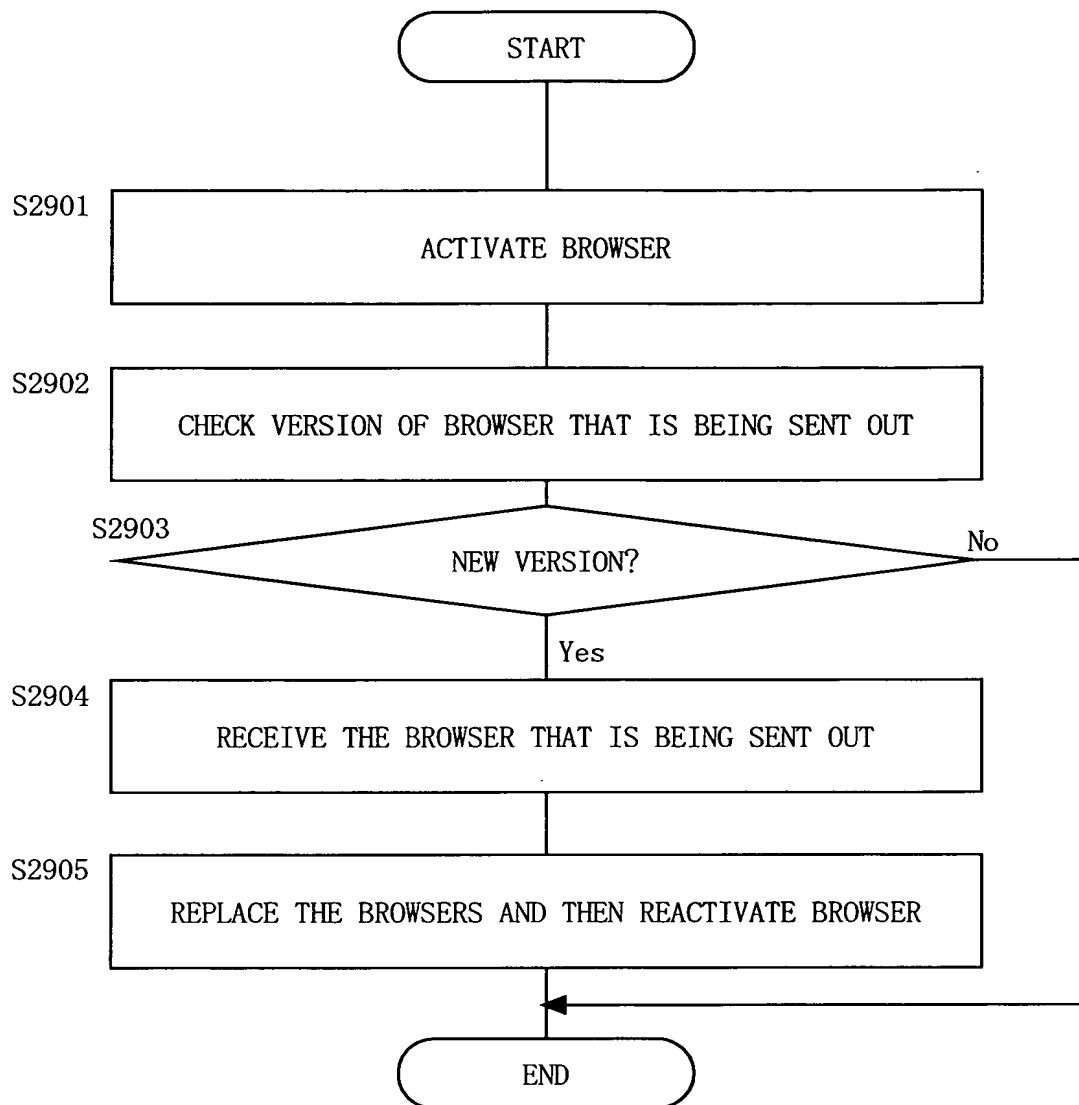 START
S2901
ACTIVATE BROWSER
S2902
CHECK VERSION OF BROWSER THAT IS BEING SENT OUT
S2903
NEW VERSION?
No
Yes
S2904
RECEIVE THE BROWSER THAT IS BEING SENT OUT
S2905
REPLACE THE BROWSERS AND THEN REACTIVATE BROWSER
END